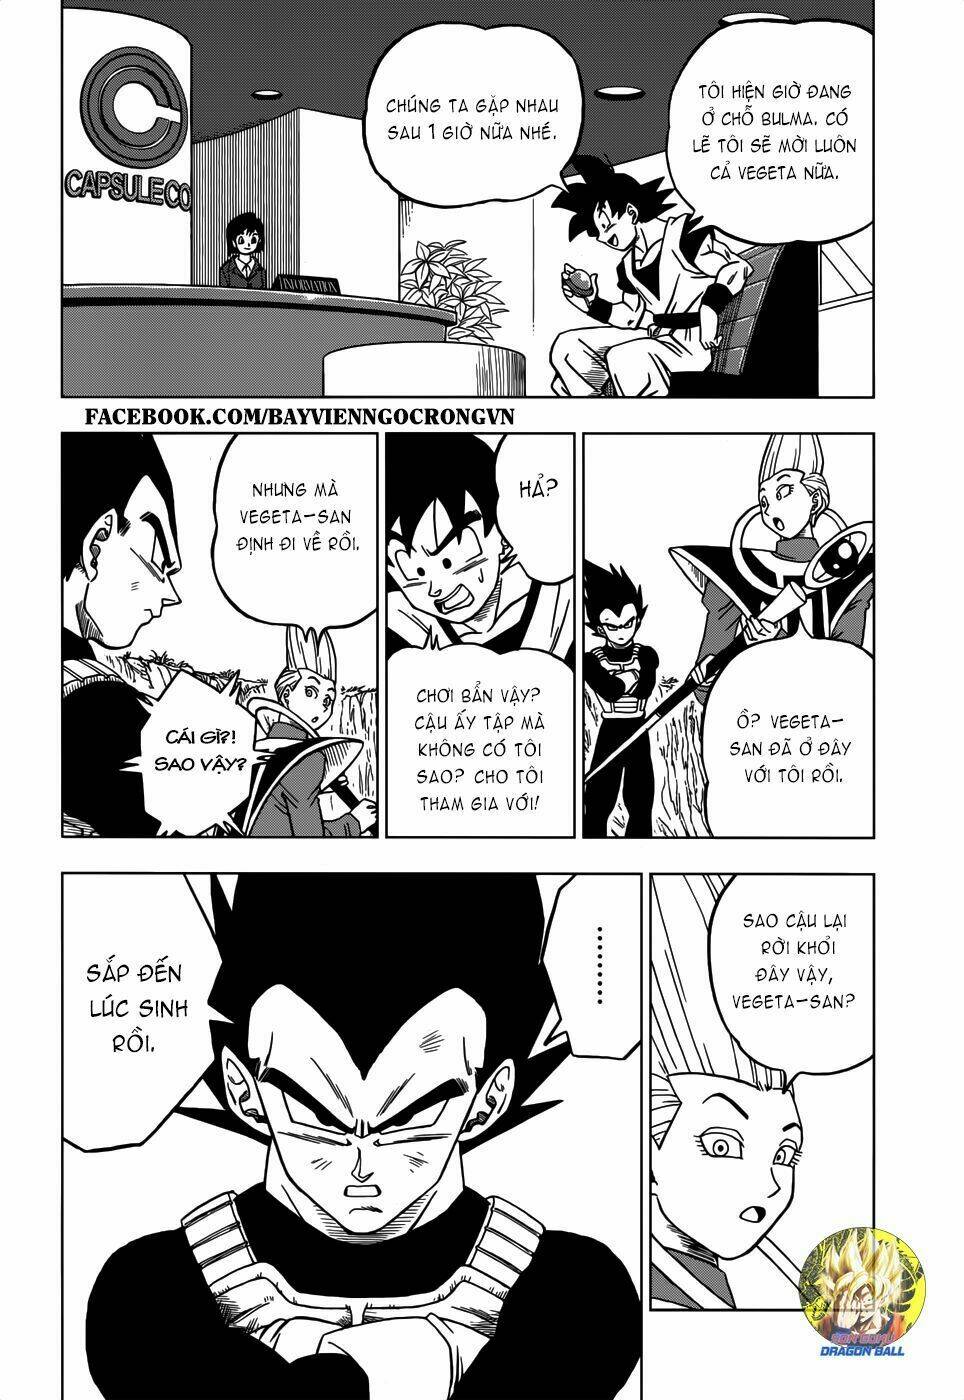 TÔI HIỆN GIỜ ĐANG
Ở CHỖ BULMA. CÓ
LẼ TÔI SẼ MỜI LUÔN
CẢ VEGETA NỮA.
CHÚNG TA GẶP NHAU
SAU 1 GIỜ NỮA NHÉ.
CAPSULE CO
INFORMATION
FACEBOOK.COM/BAYVIENNGOCRONGVN
Ồ? VEGETA-
SAN ĐÃ Ở ĐÂY
VỚI TÔI RỒI.
HẢ?
CHƠI BẨN VẬY?
CẬU ẤY TẬP MÀ
KHÔNG CÓ TÔI
SAO? CHO TÔI
THAM GIA VỚI!
NHƯNG MÀ
VEGETA-SAN
ĐỊNH ĐI VỀ RỒI.
CÁI GÌ?!
SAO VẬY?
SAO CẬU LẠI
RỜI KHỎI
ĐÂY VẬY,
VEGETA-SAN?
.........
SẮP ĐẾN
LÚC SINH
RỒI.
SON GOKU
DRAGON BALL